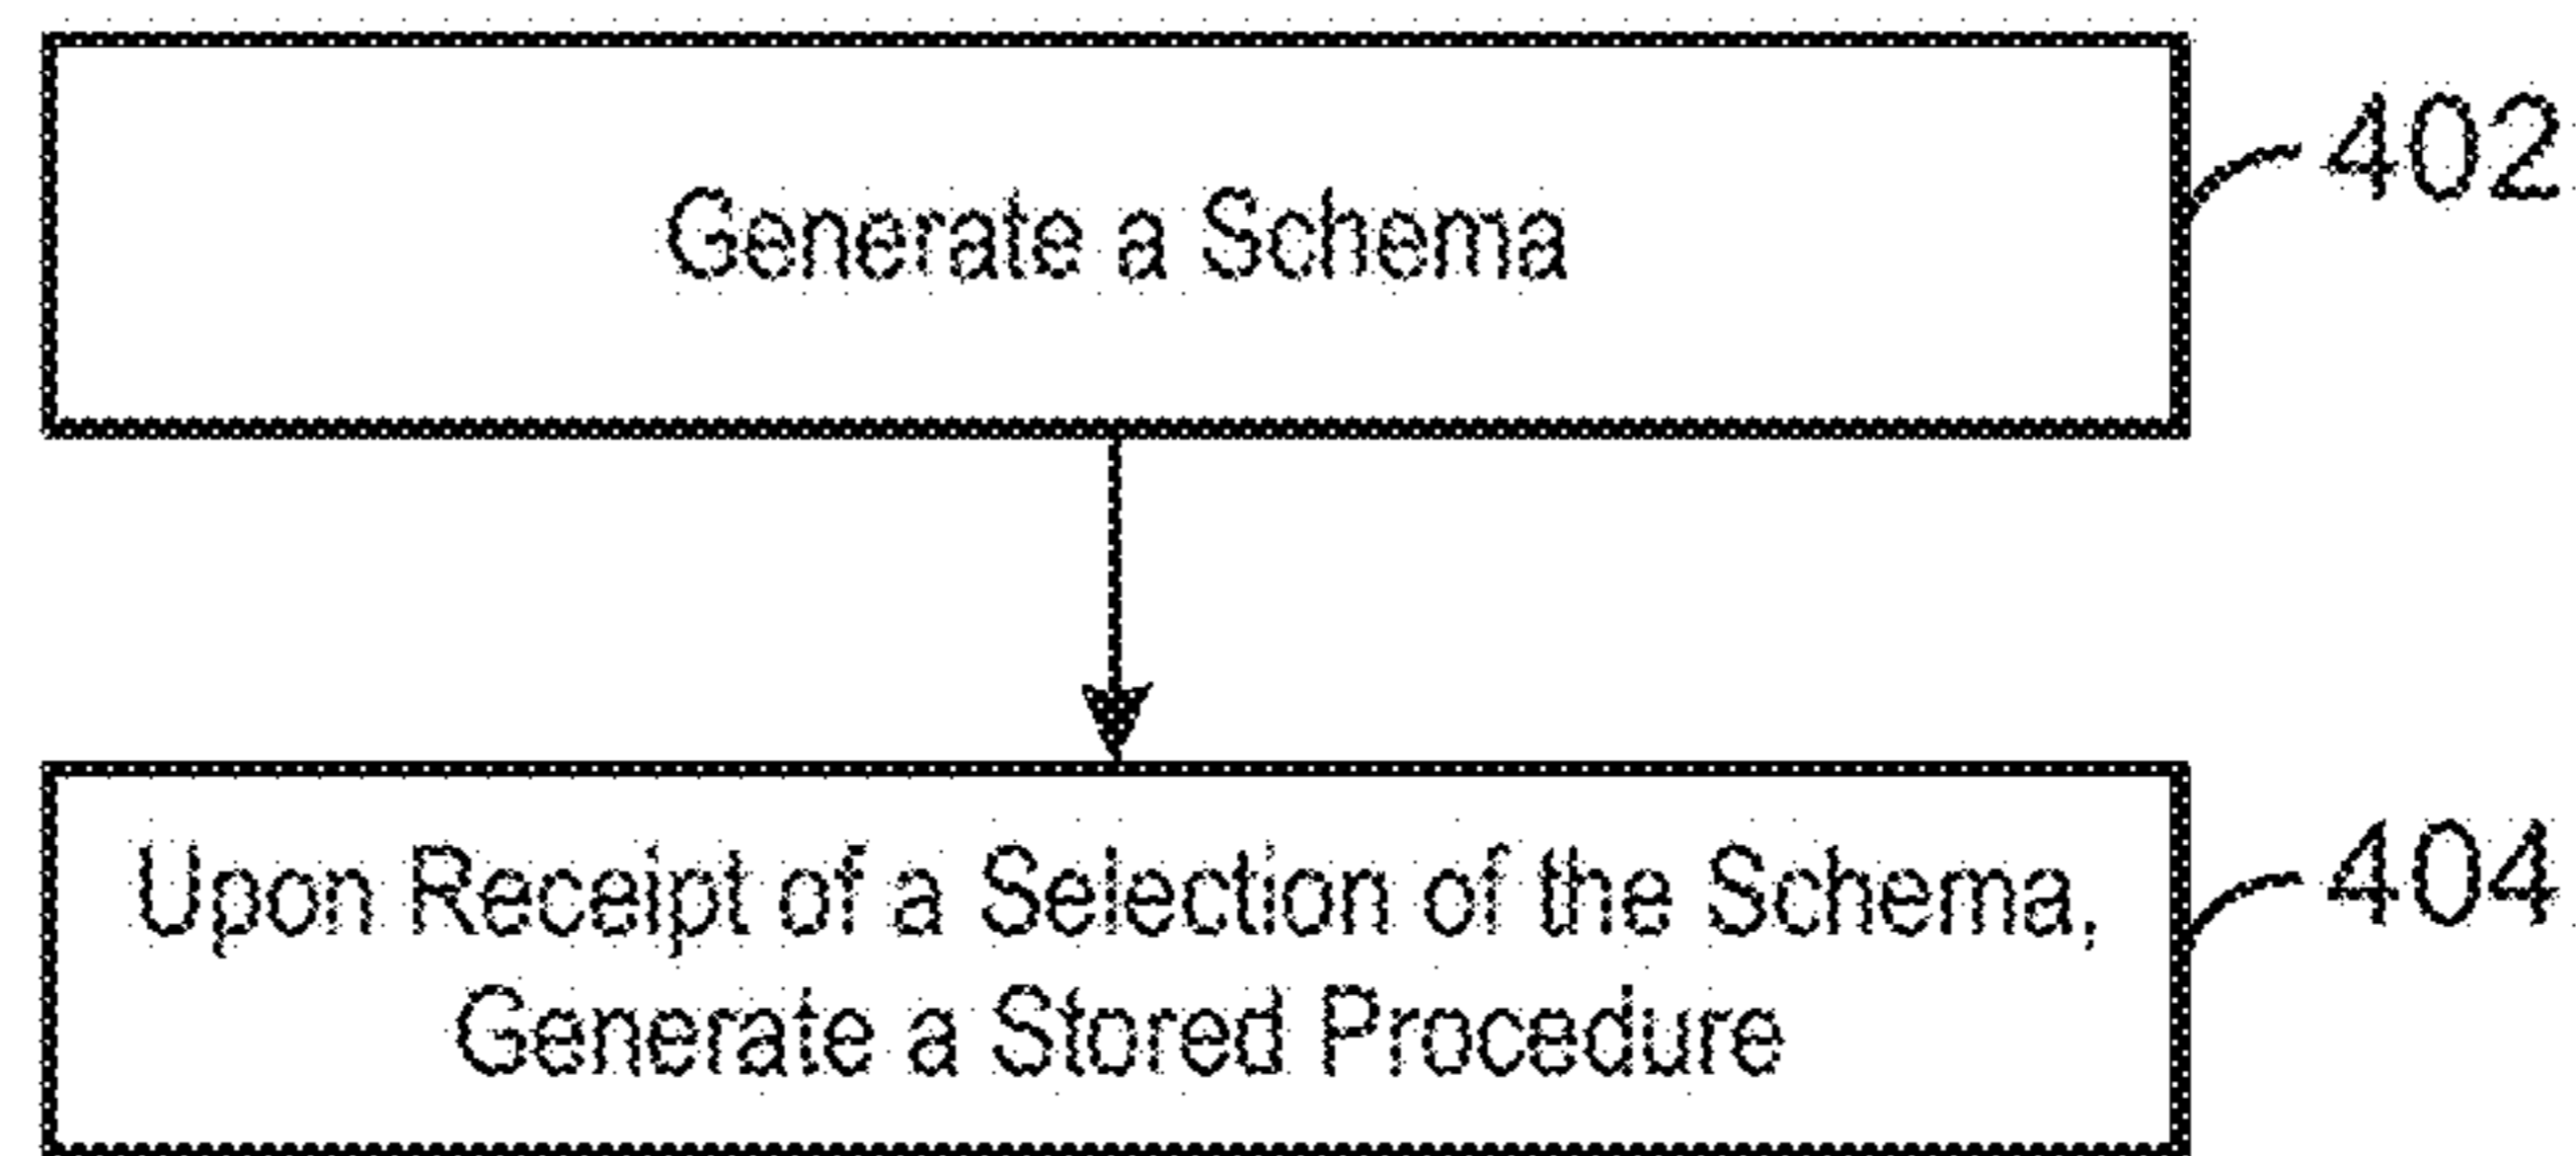 Generate a Schema
402
Upon Receipt of a Selection of the Schema,
Generate a Stored Procedure
404